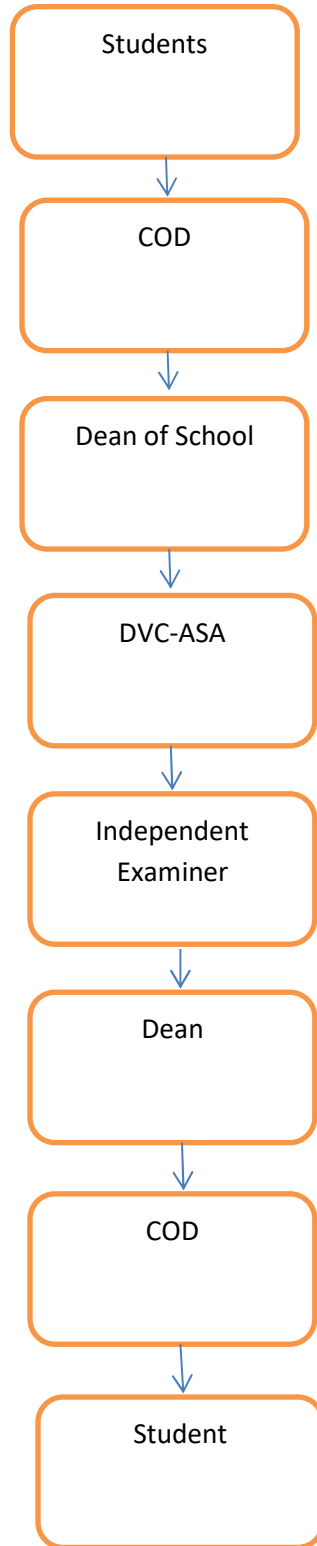 Students
COD
Dean of School
DVC-ASA
Independent
Examiner
Dean
COD
Student